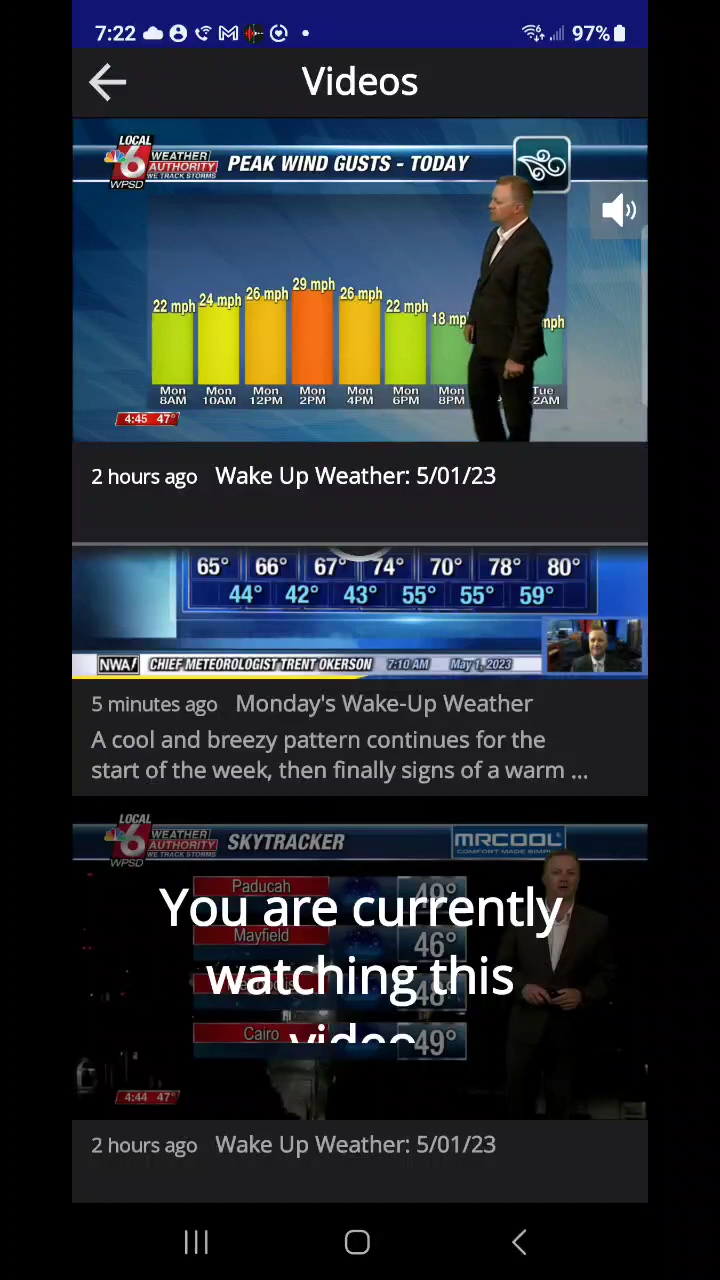 7:22
97%
Videos
LOCAL
6
WEATHER
AUTHORITY
WE TRACK STORMS
WPSD
PEAK WIND GUSTS - TODAY
22 mph 24 mph 26 mph 29 mph 26 mph 22 mph 18 mp mph
Mon Mon Mon Mon Mon Mon Mon Tue
8AM 10AM 12PM 2PM 4PM 6PM 8PM 2AM
4:45 47°
2 hours ago Wake Up Weather: 5/01/23
65° 66° 67° 74° 70° 78° 80°
44° 42° 43° 55° 55° 59°
NWA CHIEF METEOROLOGIST TRENT OKERSON 7:10 AM May 1, 2023
5 minutes ago Monday's Wake-Up Weather
A cool and breezy pattern continues for the
start of the week, then finally signs of a warm ...
LOCAL
6
WEATHER
AUTHORITY
WE TRACK STORMS
WPSD
SKYTRACKER
MRCOOL
COMFORT MADE SIMPLE
Paducah 49°
You are currently
Mayfield 46°
watching this
48°
video
Cairo 49°
4:44 47°
2 hours ago Wake Up Weather: 5/01/23